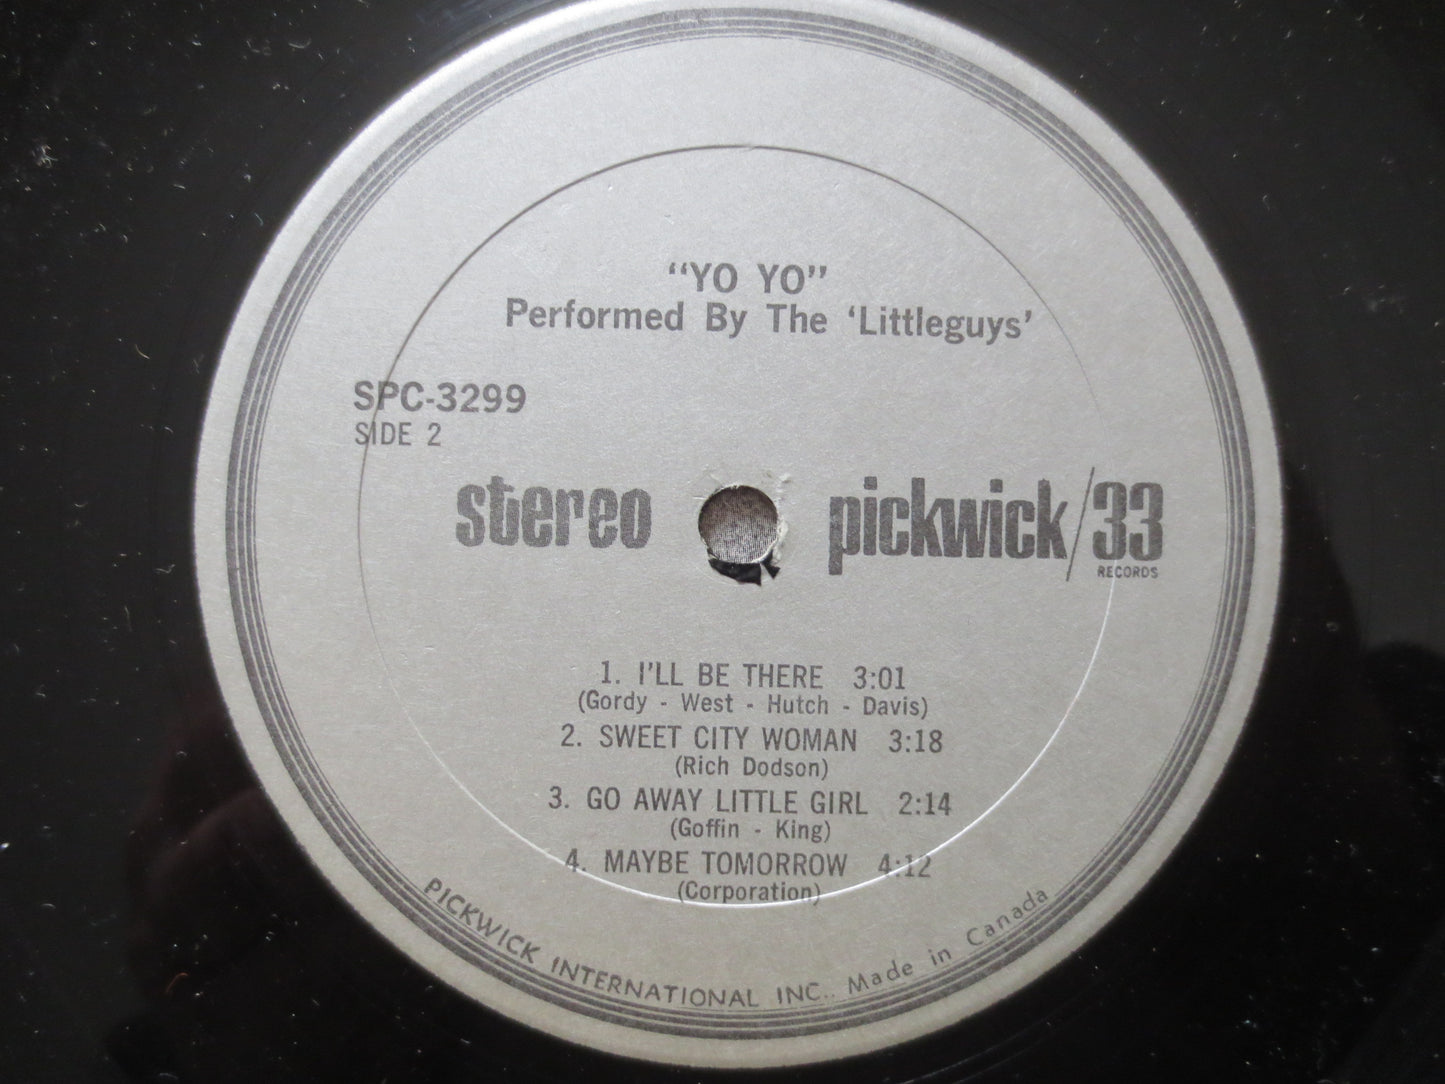 "YO YO"
Performed By The 'Littleguys'
SPC-3299
SIDE 2
stereo
pickwick/33
RECORDS
1. I'LL BE THERE 3:01
(Gordy - West - Hutch - Davis)
2. SWEET CITY WOMAN 3:18
(Rich Dodson)
3. GO AWAY LITTLE GIRL 2:14
(Goffin - King)
4. MAYBE TOMORROW 4:12
(Corporation)
PICKWICK INTERNATIONAL INC.. Made in Canada